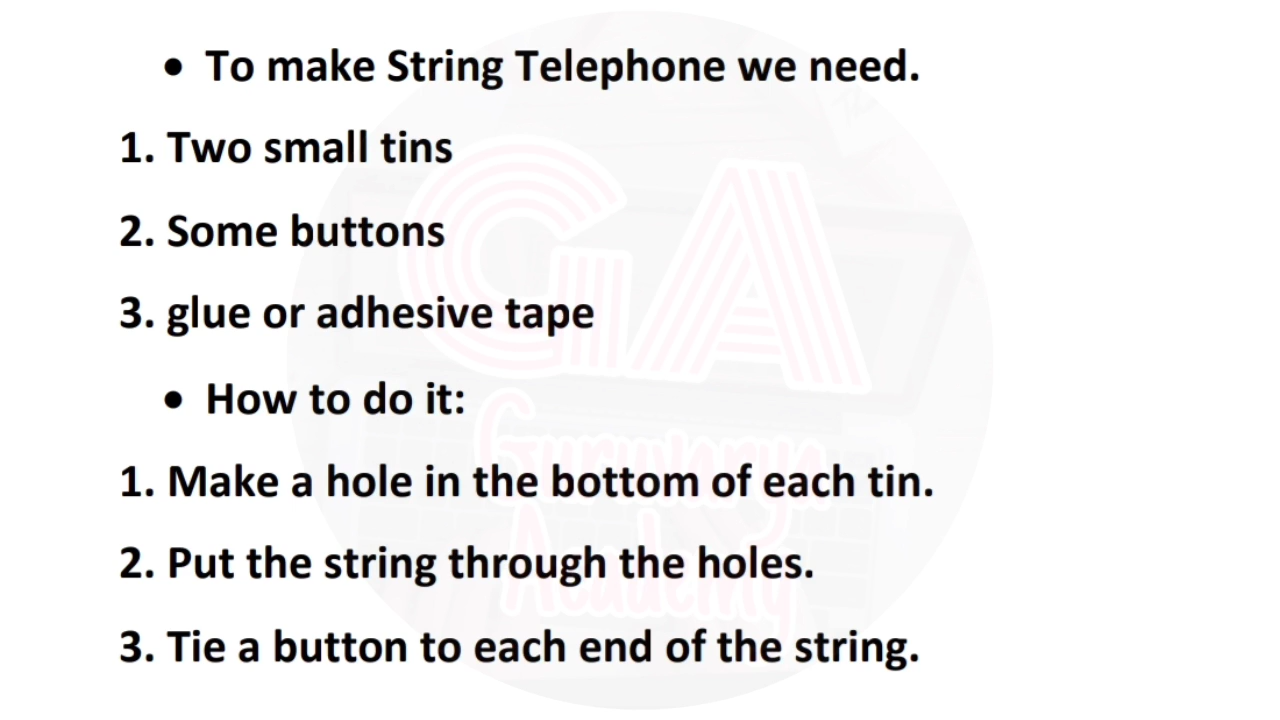 • To make String Telephone we need.
1. Two small tins
2. Some buttons
3. glue or adhesive tape
• How to do it:
1. Make a hole in the bottom of each tin.
2. Put the string through the holes.
3. Tie a button to each end of the string.
GA
Academy